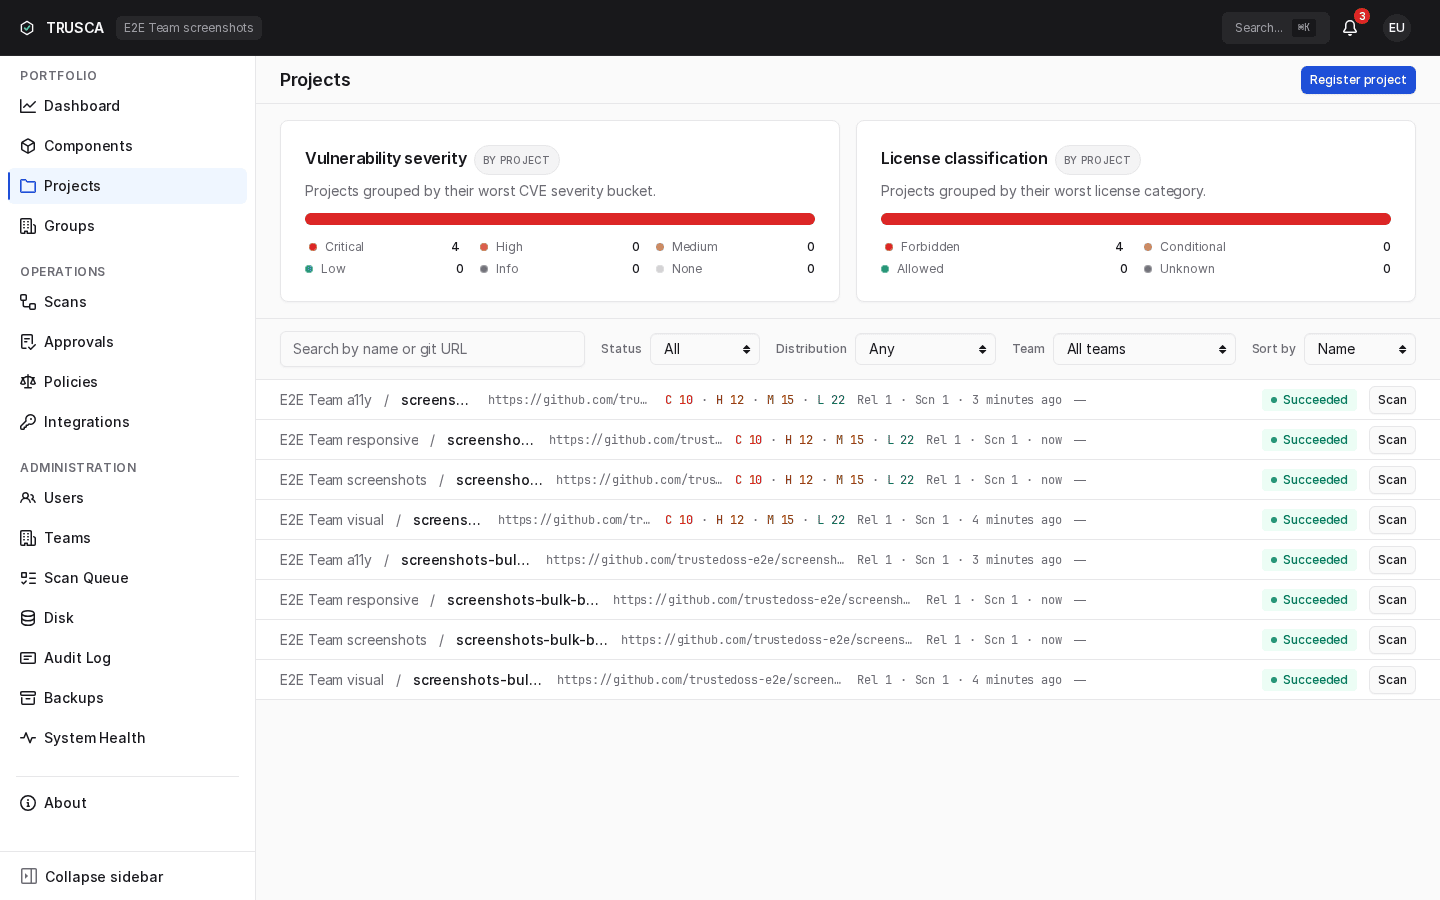 TRUSCA E2E Team screenshots Search... ⌘K 3 EU
PORTFOLIO
Dashboard
Components
Projects
Groups
OPERATIONS
Scans
Approvals
Policies
Integrations
ADMINISTRATION
Users
Teams
Scan Queue
Disk
Audit Log
Backups
System Health
About
Collapse sidebar
Projects Register project
Vulnerability severity BY PROJECT
Projects grouped by their worst CVE severity bucket.
Critical 4 High 0 Medium 0
Low 0 Info 0 None 0
License classification BY PROJECT
Projects grouped by their worst license category.
Forbidden 4 Conditional 0
Allowed 0 Unknown 0
Search by name or git URL Status All Distribution Any Team All teams Sort by Name
E2E Team a11y / screens... https://github.com/tru... C 10 · H 12 · M 15 · L 22 Rel 1 · Scn 1 · 3 minutes ago — Succeeded Scan
E2E Team responsive / screensho... https://github.com/trust... C 10 · H 12 · M 15 · L 22 Rel 1 · Scn 1 · now — Succeeded Scan
E2E Team screenshots / screensho... https://github.com/trus... C 10 · H 12 · M 15 · L 22 Rel 1 · Scn 1 · now — Succeeded Scan
E2E Team visual / screens... https://github.com/tr... C 10 · H 12 · M 15 · L 22 Rel 1 · Scn 1 · 4 minutes ago — Succeeded Scan
E2E Team a11y / screenshots-bul... https://github.com/trustedoss-e2e/screensh... Rel 1 · Scn 1 · 3 minutes ago — Succeeded Scan
E2E Team responsive / screenshots-bulk-b... https://github.com/trustedoss-e2e/screensh... Rel 1 · Scn 1 · now — Succeeded Scan
E2E Team screenshots / screenshots-bulk-b... https://github.com/trustedoss-e2e/screens... Rel 1 · Scn 1 · now — Succeeded Scan
E2E Team visual / screenshots-bul... https://github.com/trustedoss-e2e/screen... Rel 1 · Scn 1 · 4 minutes ago — Succeeded Scan